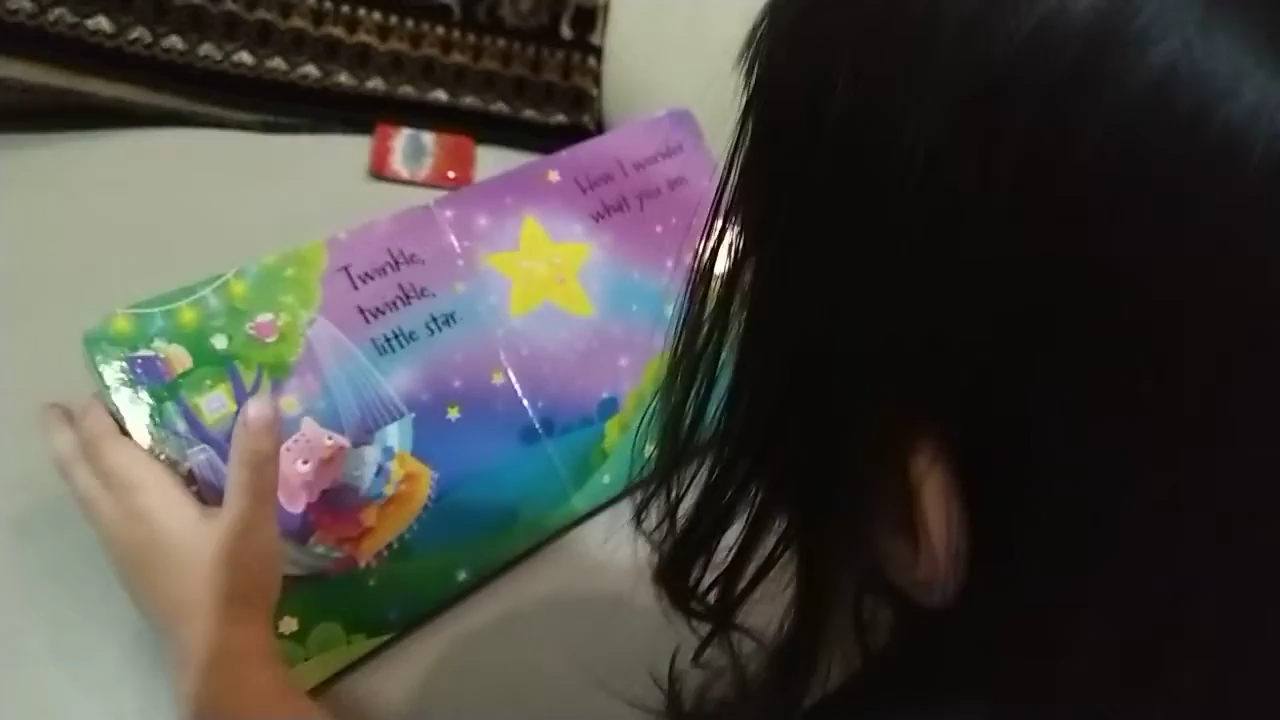 Twinkle,
twinkle,
little star.
How I wonder
what you are.